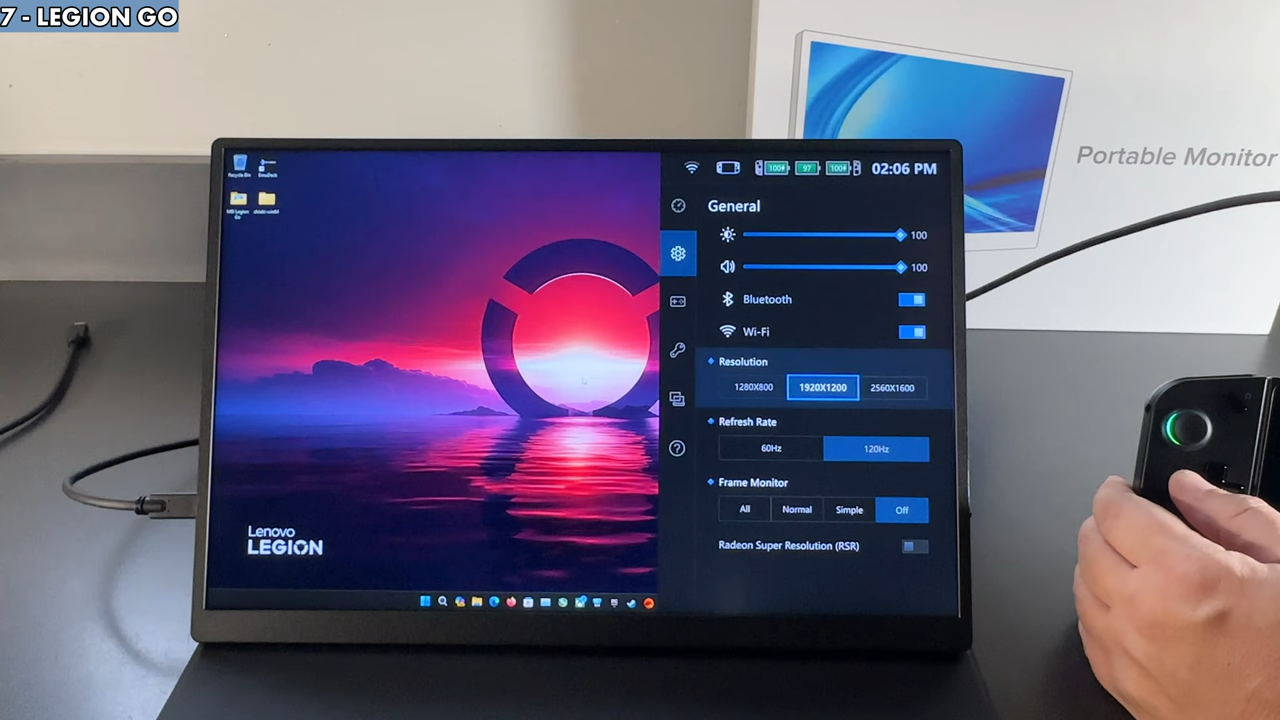 7 - LEGION GO
Portable Monitor
Recycle Bin
EmuDeck
100
97
100
02:06 PM
General
100
100
Bluetooth
Wi-Fi
Resolution
1280X800
1920X1200
2560X1600
Refresh Rate
60Hz
120Hz
Frame Monitor
All
Normal
Simple
Off
Radeon Super Resolution (RSR)
Lenovo
LEGION